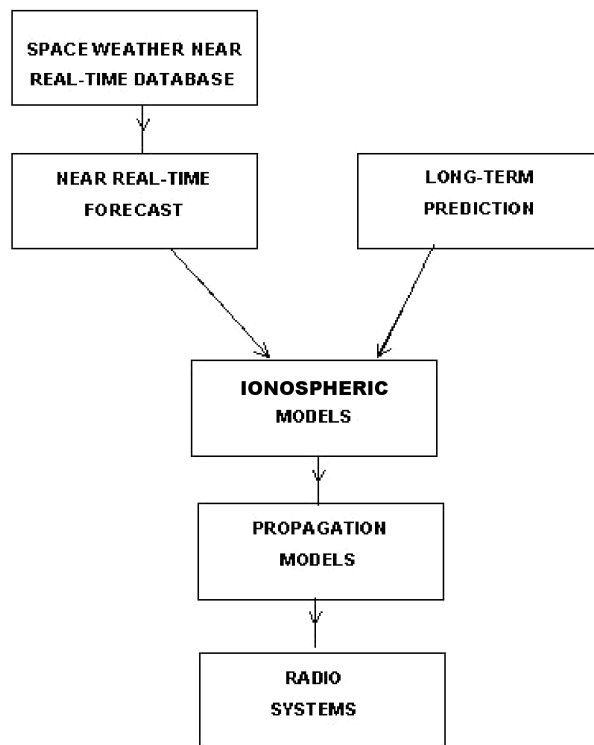 SPACE WEATHER NEAR
REAL-TIME DATABASE
NEAR REAL-TIME
FORECAST
LONG-TERM
PREDICTION
IONOSPHERIC
MODELS
PROPAGATION
MODELS
RADIO
SYSTEMS